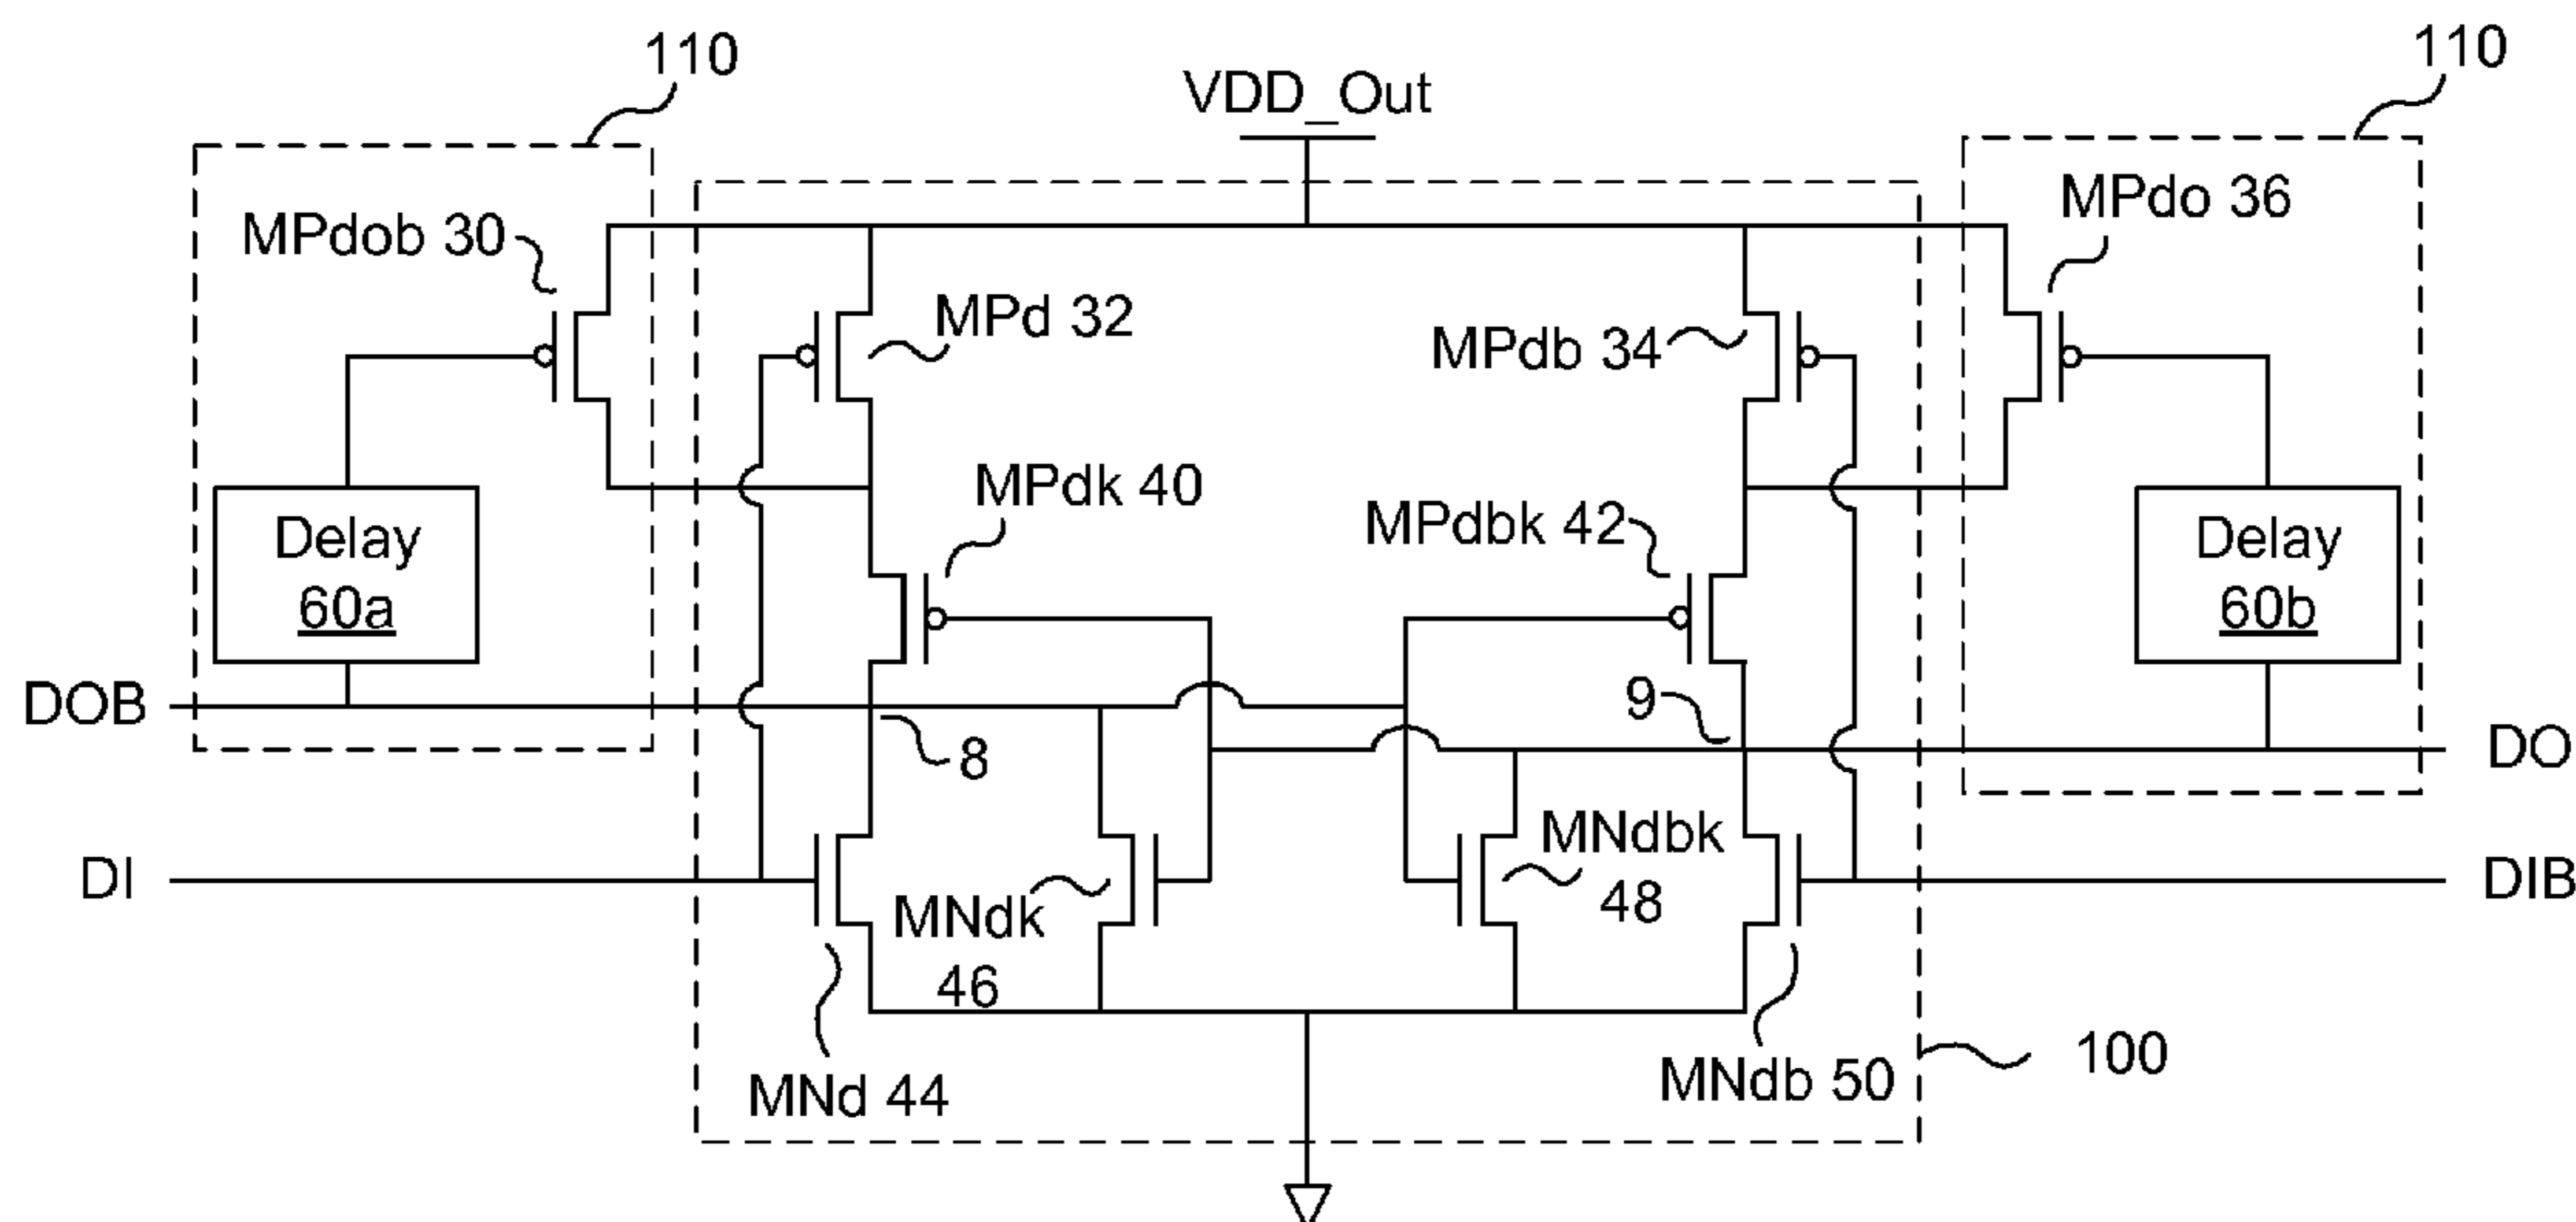 110
110
VDD_Out
MPdob 30
MPdo 36
MPd 32
MPdb 34
MPdk 40
MPdbk 42
Delay
60a
Delay
60b
DOB
9
8
DO
DI
MNdk
46
MNdbk
48
DIB
MNd 44
MNdb 50
100